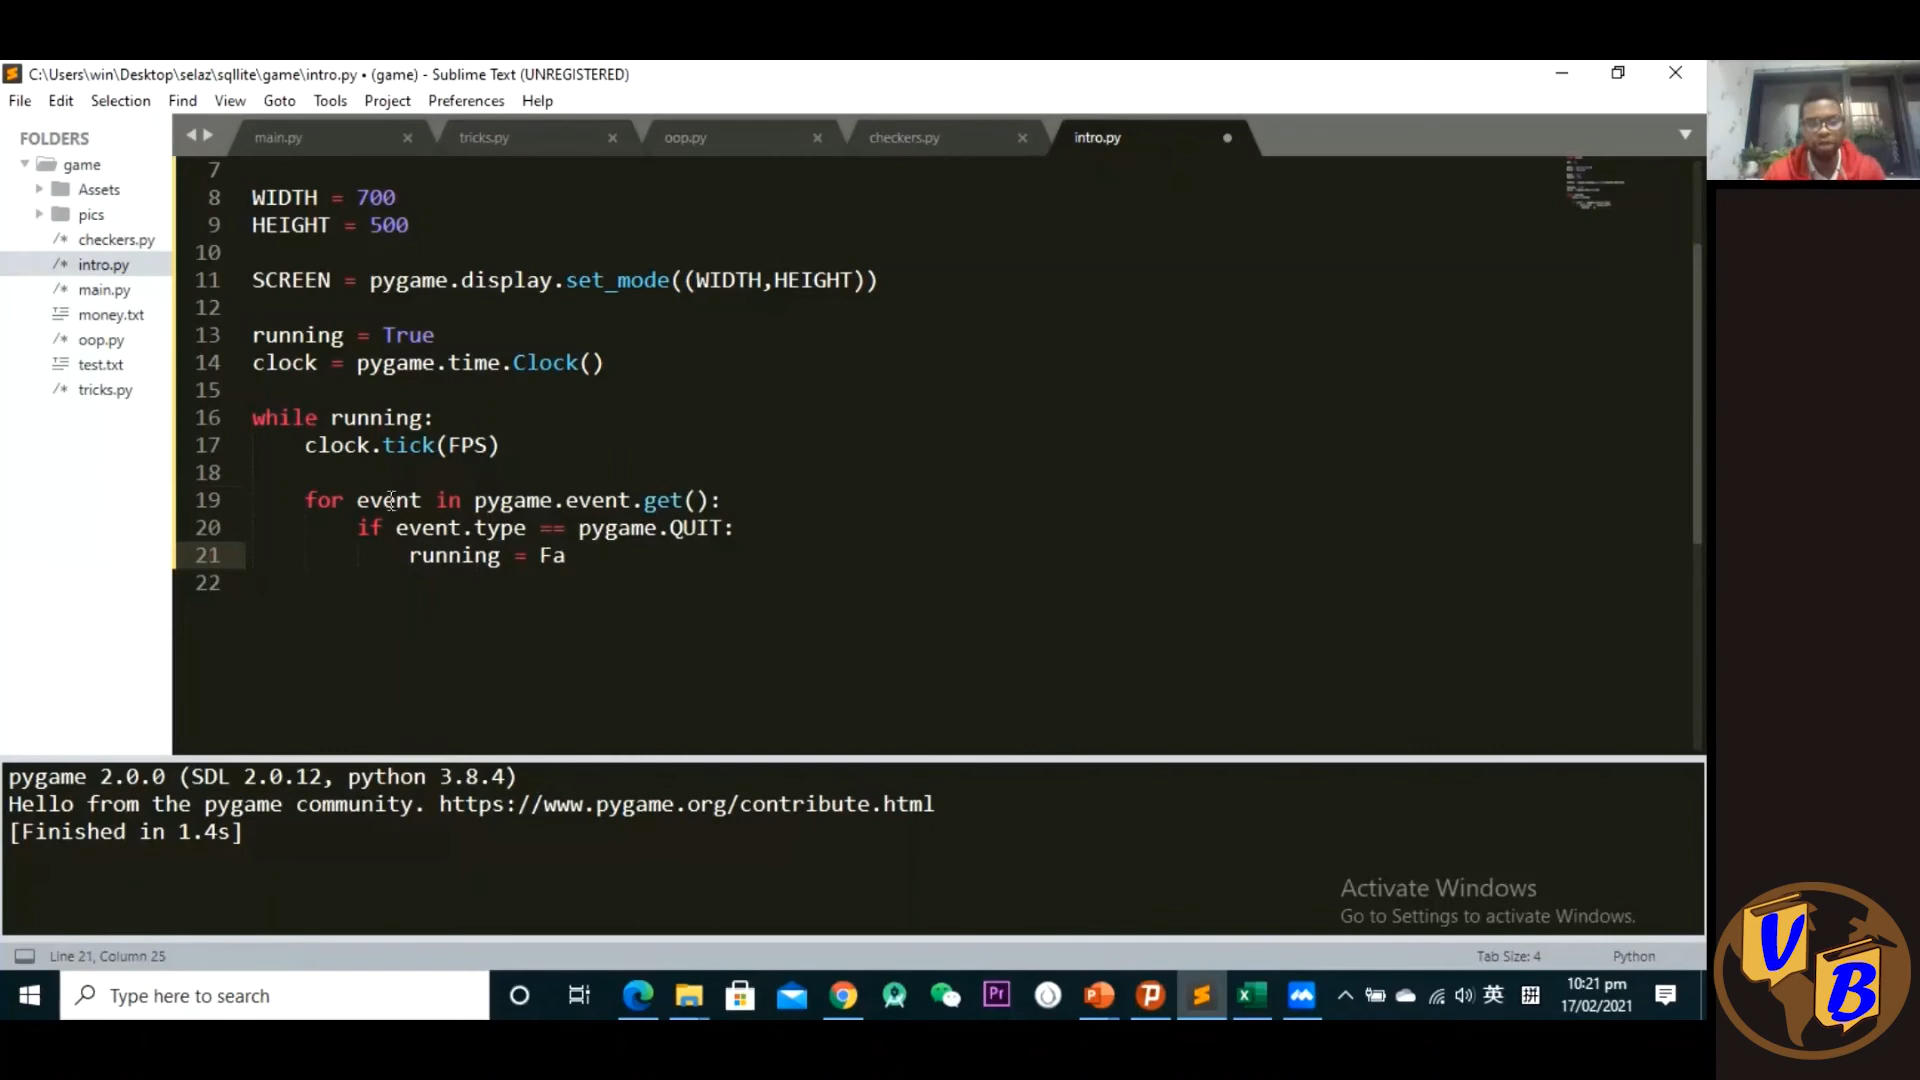 C:\Users\win\Desktop\selaz\sqllite\game\intro.py • (game) - Sublime Text (UNREGISTERED)
File Edit Selection Find View Goto Tools Project Preferences Help
FOLDERS
game
Assets
pics
checkers.py
intro.py
main.py
money.txt
oop.py
test.txt
tricks.py
main.py tricks.py oop.py checkers.py intro.py
7
8 WIDTH = 700
9 HEIGHT = 500
10
11 SCREEN = pygame.display.set_mode((WIDTH,HEIGHT))
12
13 running = True
14 clock = pygame.time.Clock()
15
16 while running:
17 clock.tick(FPS)
18
19 for event in pygame.event.get():
20 if event.type == pygame.QUIT:
21 running = Fa
22
pygame 2.0.0 (SDL 2.0.12, python 3.8.4)
Hello from the pygame community. https://www.pygame.org/contribute.html
[Finished in 1.4s]
Activate Windows
Go to Settings to activate Windows.
Line 21, Column 25 Tab Size: 4 Python
Type here to search
Pr
英
拼
10:21 pm
17/02/2021
V
B